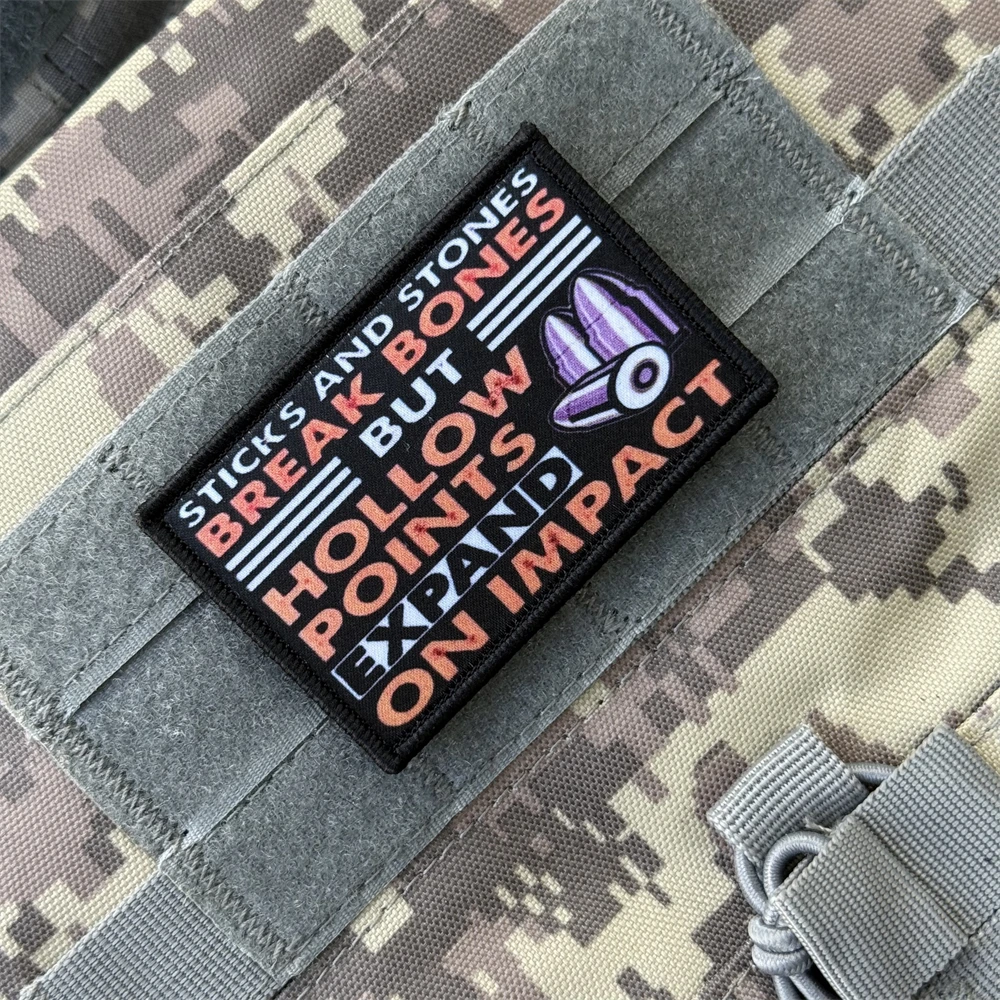 STICKS AND STONES
BREAK BONES
BUT
HOLLOW
POINTS
EXPAND
ON IMPACT